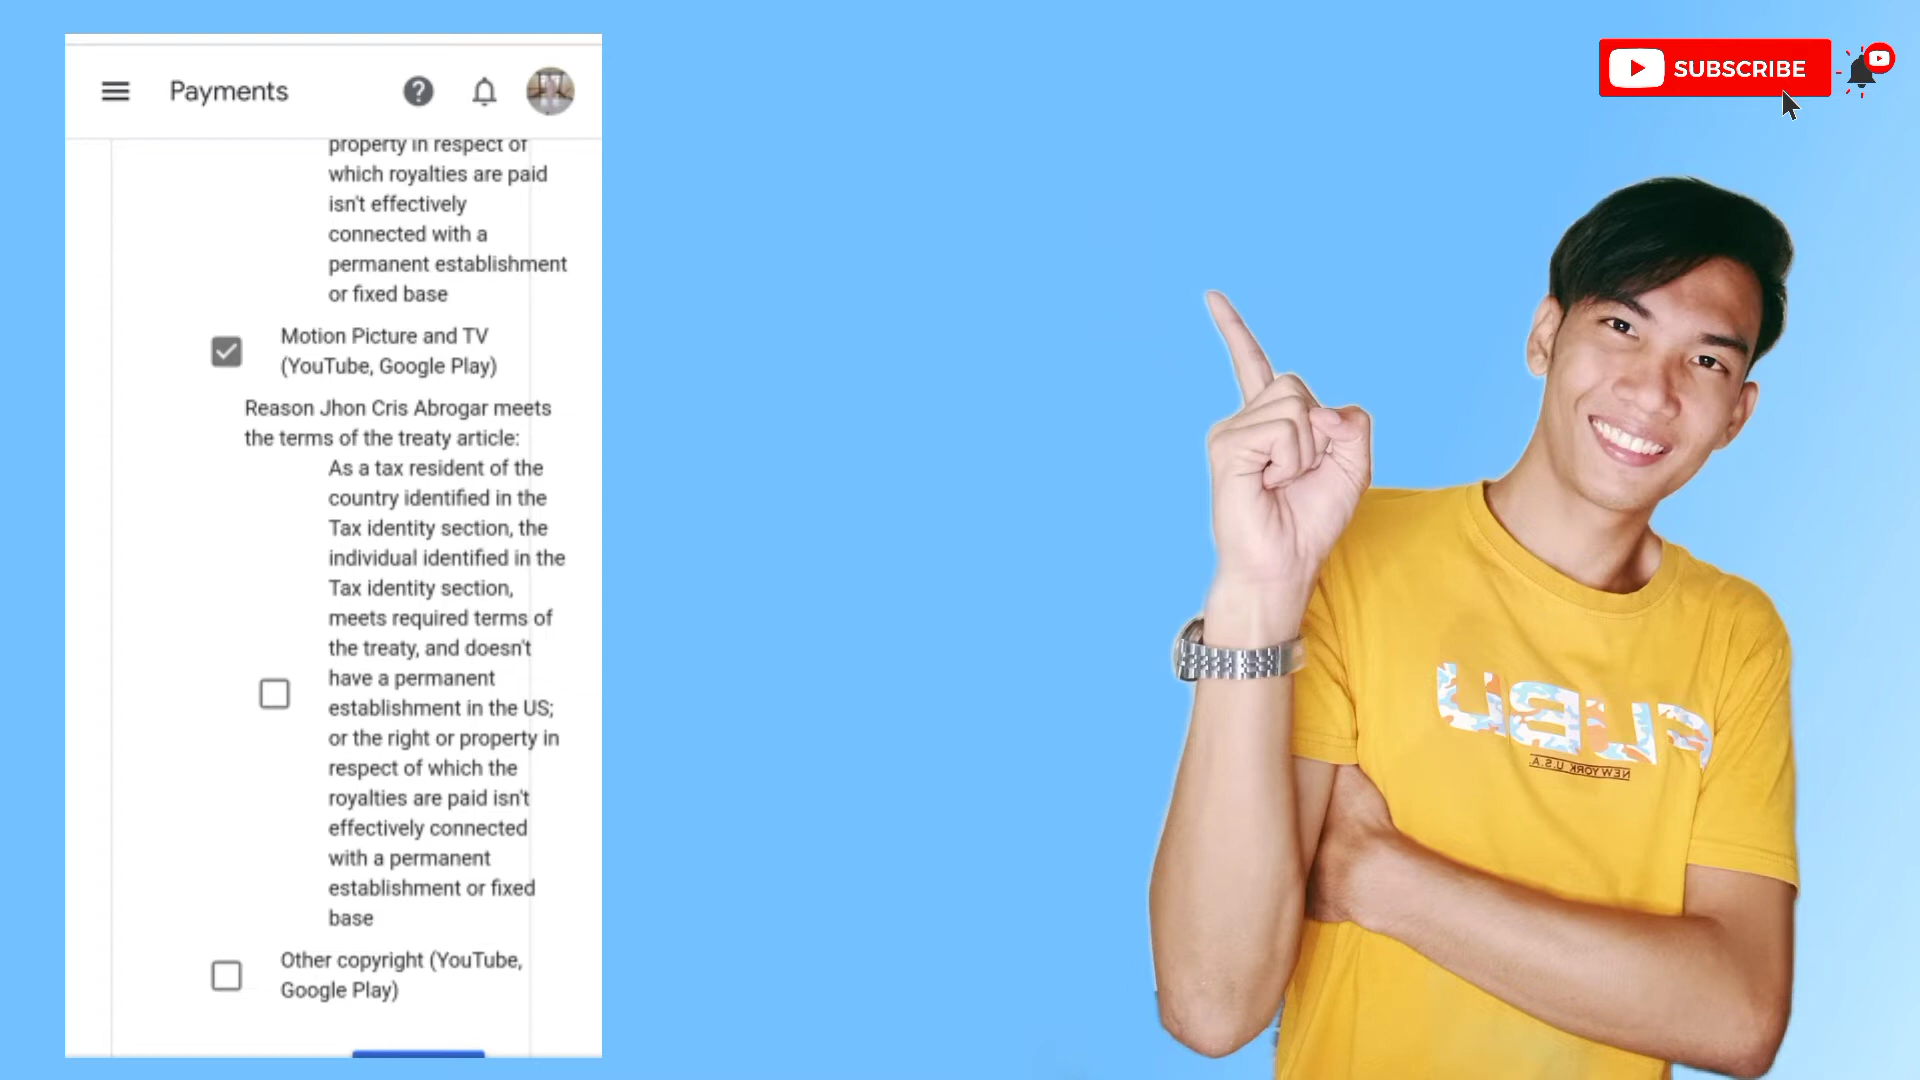 Payments
SUBSCRIBE
property in respect of
which royalties are paid
isn't effectively
connected with a
permanent establishment
or fixed base
Motion Picture and TV
(YouTube, Google Play)
Reason Jhon Cris Abrogar meets
the terms of the treaty article:
As a tax resident of the
country identified in the
Tax identity section, the
individual identified in the
Tax identity section,
meets required terms of
the treaty, and doesn't
have a permanent
establishment in the US;
or the right or property in
respect of which the
royalties are paid isn't
effectively connected
with a permanent
establishment or fixed
base
Other copyright (YouTube,
Google Play)
FUBU
NEW YORK U.S.A.